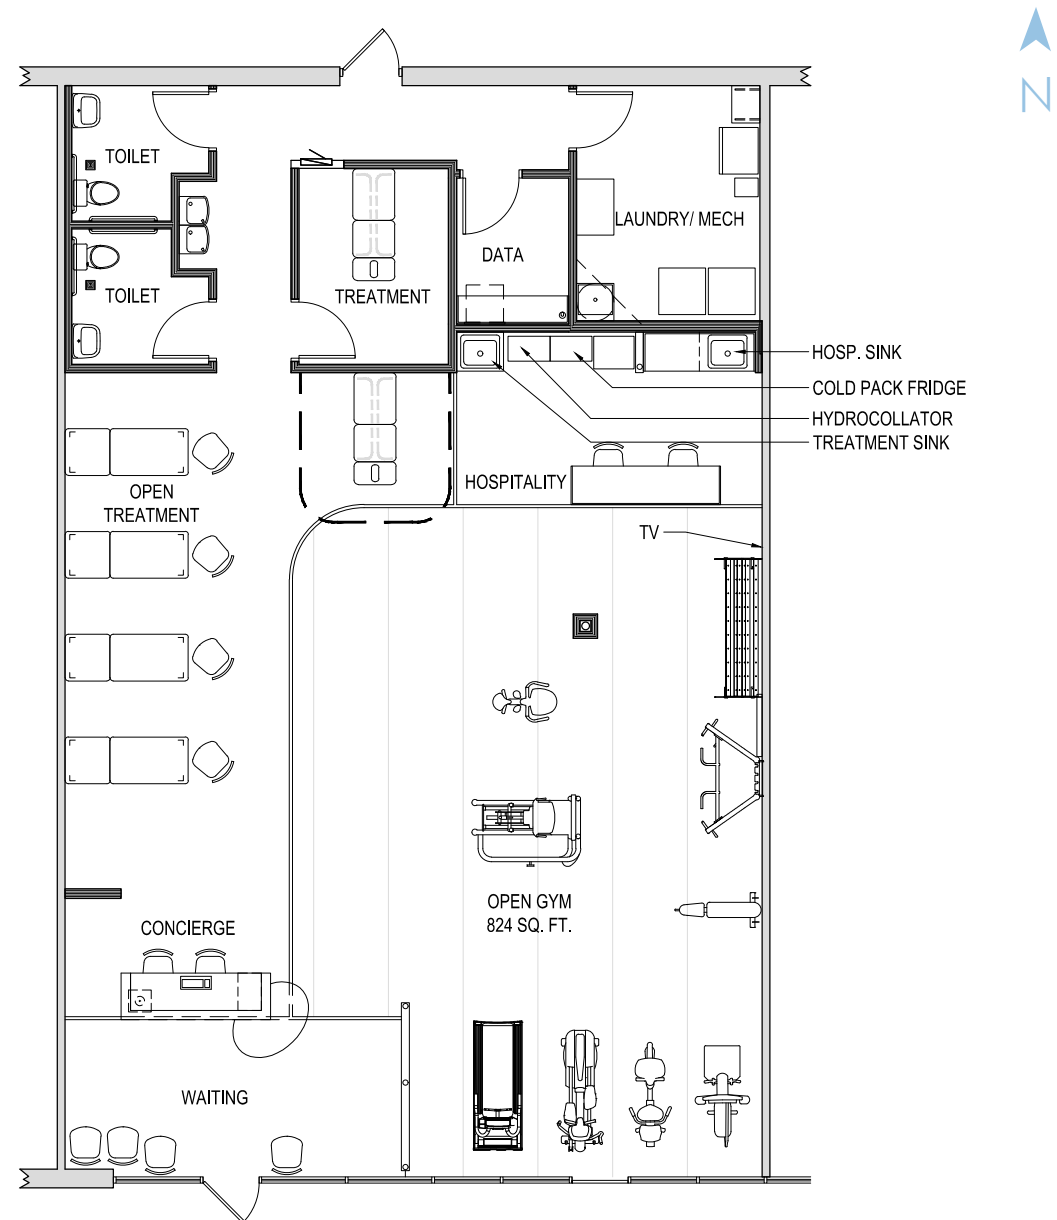 N
TOILET
LAUNDRY/ MECH
DATA
TOILET
TREATMENT
HOSP. SINK
COLD PACK FRIDGE
HYDROCOLLATOR
TREATMENT SINK
HOSPITALITY
OPEN
TREATMENT
TV
OPEN GYM
824 SQ. FT.
CONCIERGE
WAITING